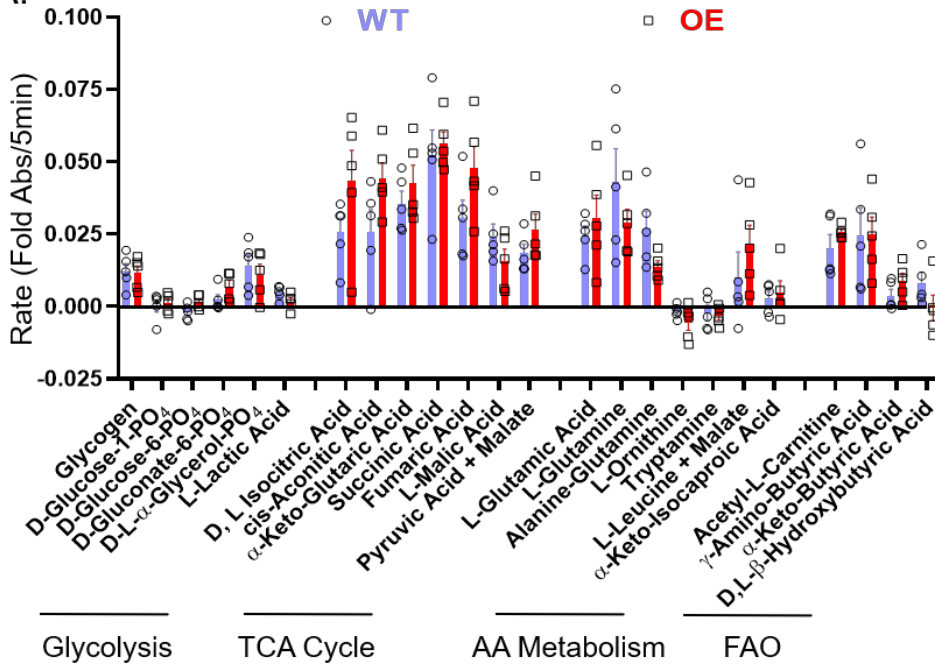 A.
WT
OE
Rate (Fold Abs/5min)
0.100
0.075
0.050
0.025
0.000
-0.025
Glycogen
D-Glucose-1-PO4
D-Glucose-6-PO4
D-Gluconate-6-PO4
D-L-α-Glycerol-PO4
L-Lactic Acid
D, L Isocitric Acid
cis-Aconitic Acid
α-Keto-Glutaric Acid
Succinic Acid
Fumaric Acid
L-Malic Acid
Pyruvic Acid + Malate
L-Glutamic Acid
L-Glutamine
Alanine-Glutamine
L-Ornithine
Tryptamine
L-Leucine + Malate
α-Keto-Isocaproic Acid
Acetyl-L-Carnitine
γ-Amino-Butyric Acid
α-Keto-Butyric Acid
D,L-β-Hydroxybutyric Acid
Glycolysis
TCA Cycle
AA Metabolism
FAO